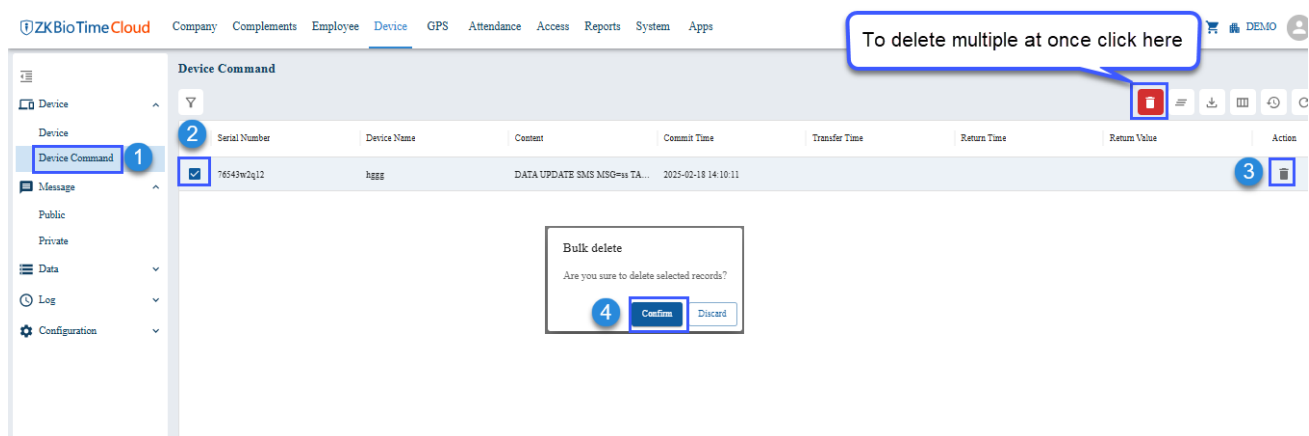 ZKBioTime Cloud Company Complements Employee Device GPS Attendance Access Reports System Apps DEMO
To delete multiple at once click here
Device Command
Device
Device
Device Command 1
Message
Public
Private
Data
Log
Configuration
2 Serial Number Device Name Content Commit Time Transfer Time Return Time Return Value Action
76543w2q12 hggg DATA UPDATE SMS MSG=ss TA... 2025-02-18 14:10:11 3
Bulk delete
Are you sure to delete selected records?
4 Confirm Discard